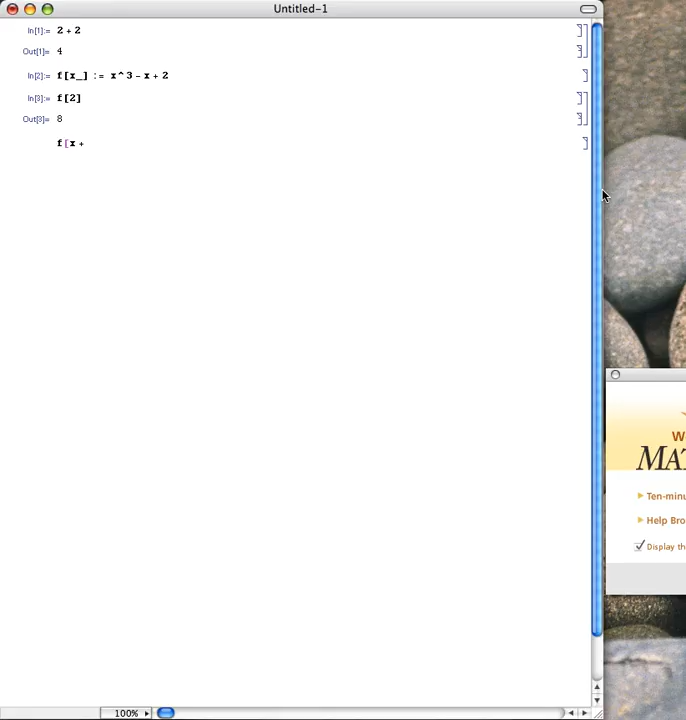 Untitled-1
In[1]:= 2 + 2
Out[1]= 4
In[2]:= f[x_] := x^3 - x + 2
In[3]:= f[2]
Out[3]= 8
f[x +
Ten-minu
Help Bro
Display th
100%